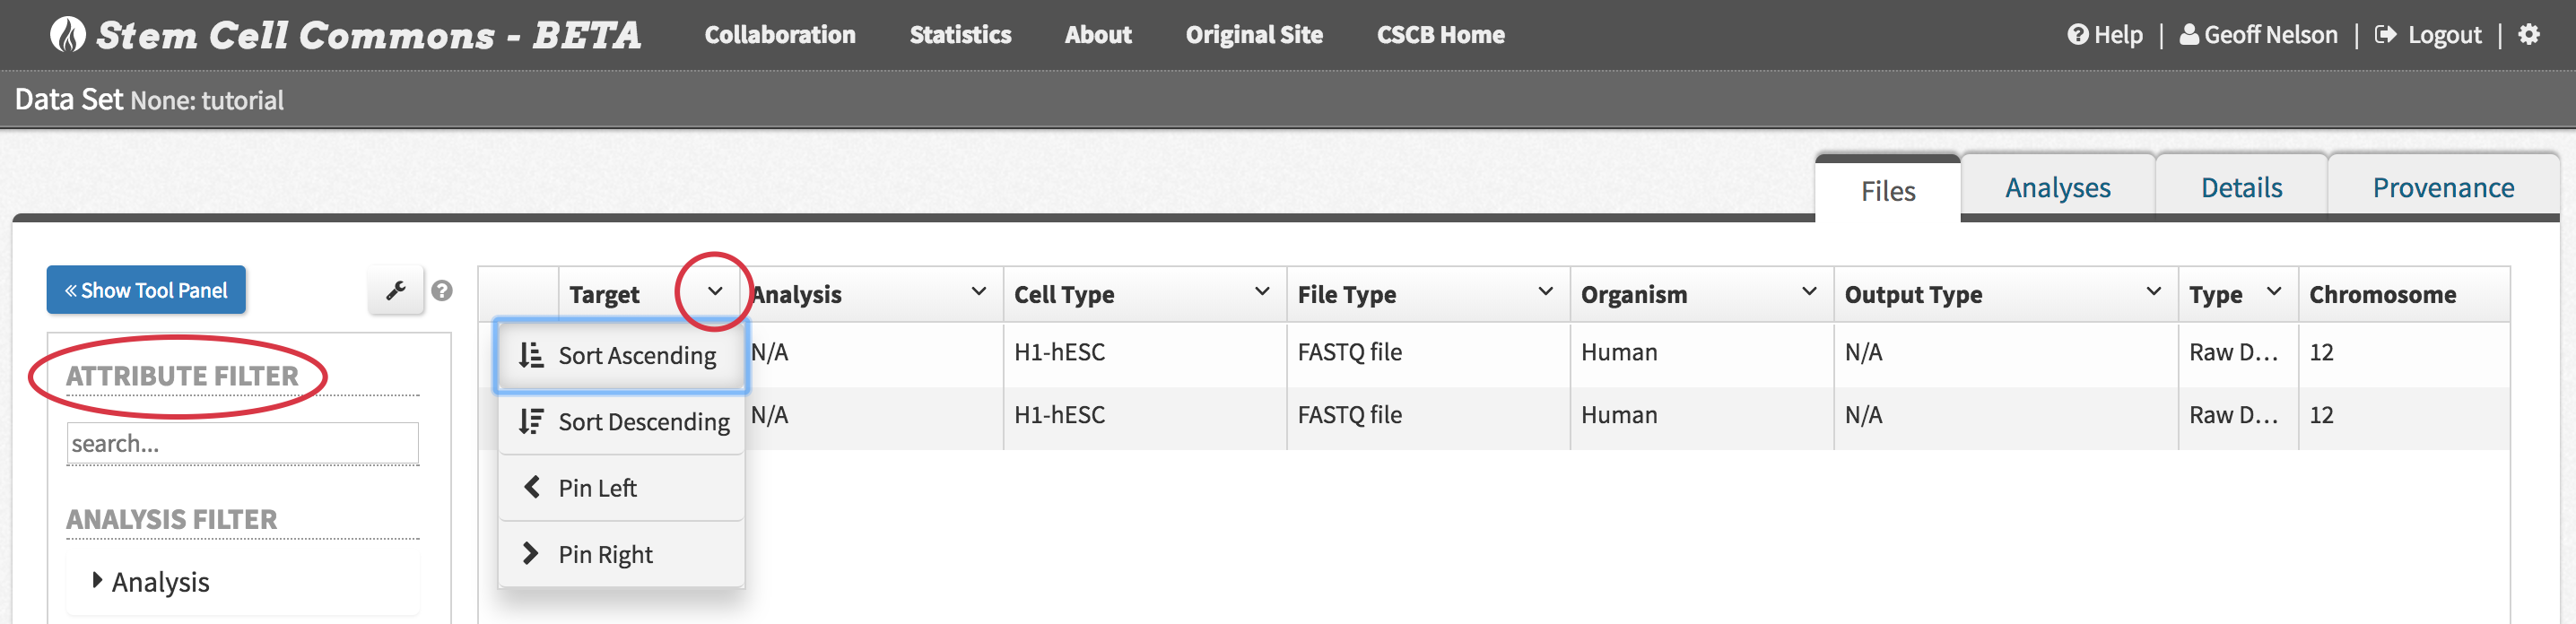 Stem Cell Commons - BETA Collaboration Statistics About Original Site CSCB Home Help | Geoff Nelson | Logout |
Data Set None: tutorial
Files Analyses Details Provenance
« Show Tool Panel
ATTRIBUTE FILTER
search...
ANALYSIS FILTER
Analysis
Target Analysis Cell Type File Type Organism Output Type Type Chromosome
N/A H1-hESC FASTQ file Human N/A Raw D... 12
N/A H1-hESC FASTQ file Human N/A Raw D... 12
Sort Ascending
Sort Descending
Pin Left
Pin Right